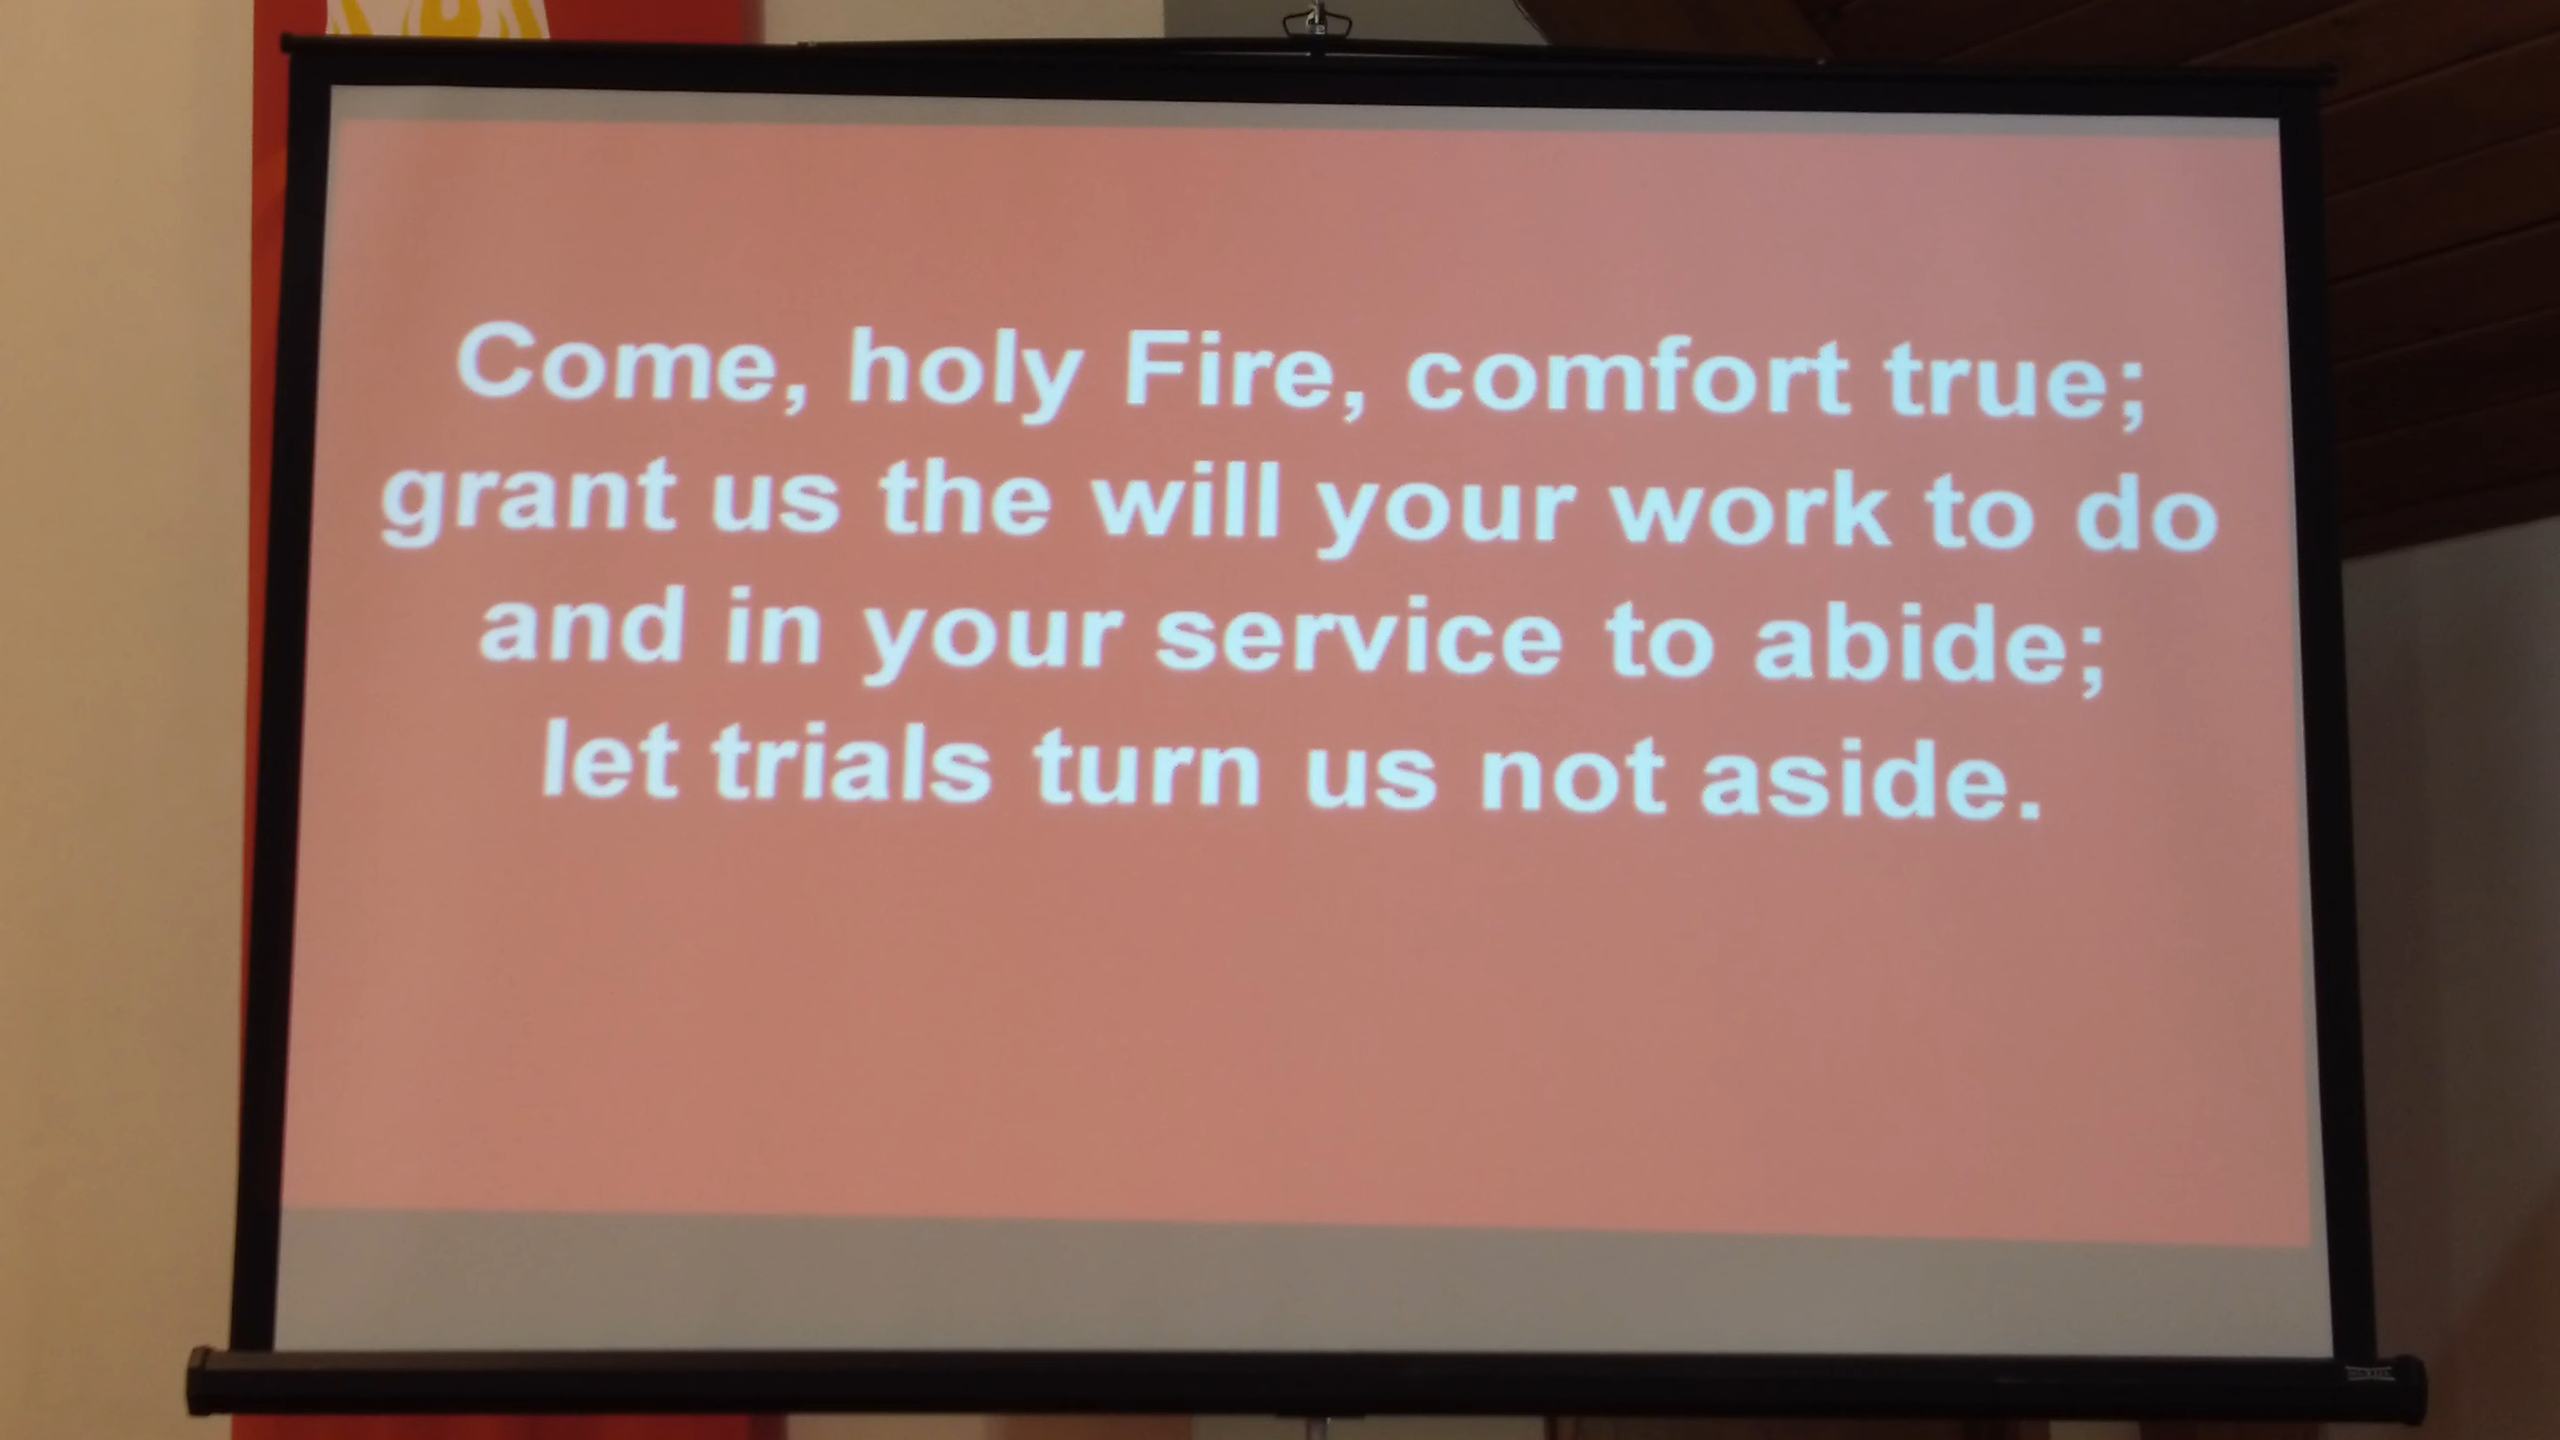 Come, holy Fire, comfort true;
grant us the will your work to do
and in your service to abide;
let trials turn us not aside.